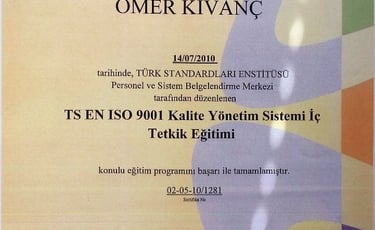 ÖMER KIVANÇ
14/07/2010
tarihinde, TÜRK STANDARDLARI ENSTİTÜSÜ
Personel ve Sistem Belgelendirme Merkezi
tarafından düzenlenen
TS EN ISO 9001 Kalite Yönetim Sistemi İç
Tetkik Eğitimi
konulu eğitim programını başarı ile tamamlamıştır.
02-05-10/1281
Sertifika No